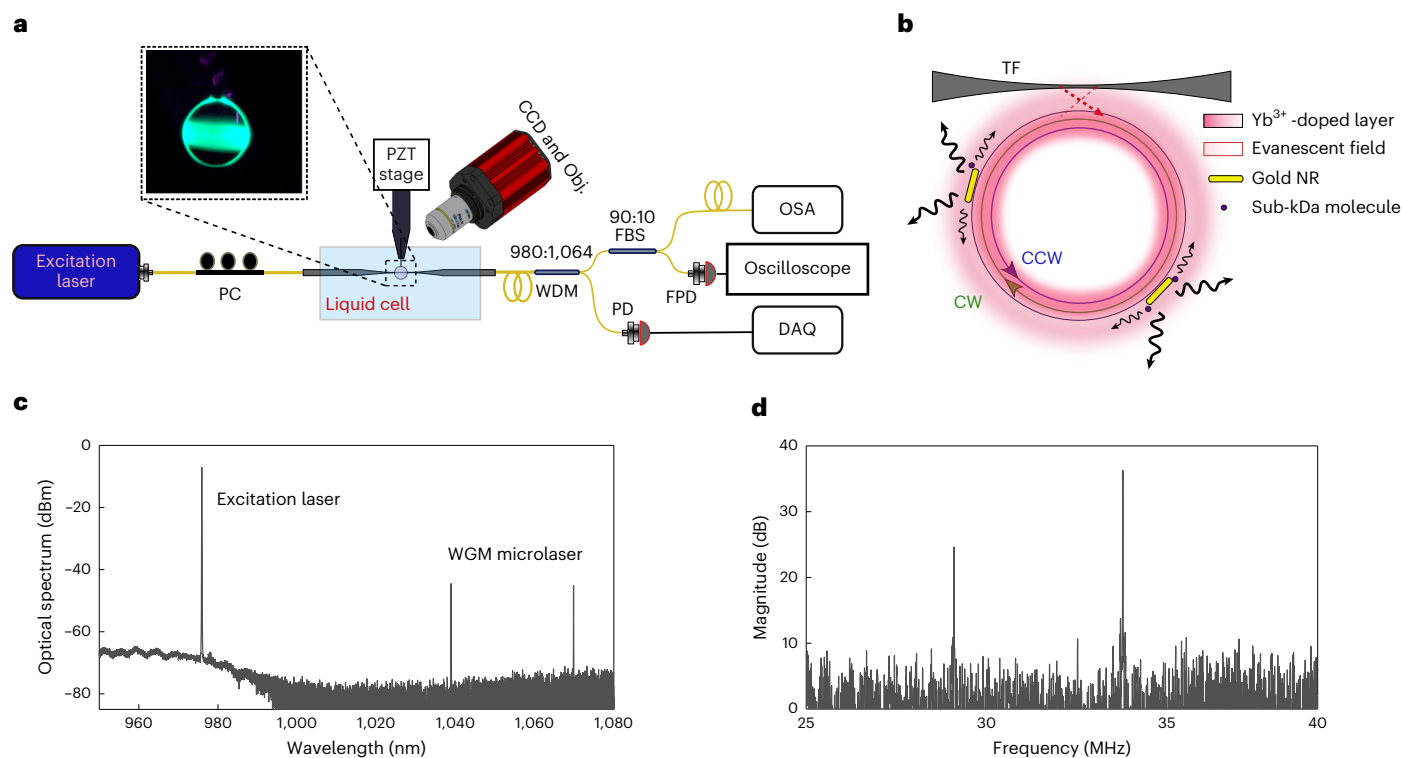 a
PZT
stage
CCD and Obj.
Excitation
laser
PC
Liquid cell
980:1,064
WDM
90:10
FBS
PD
FPD
OSA
Oscilloscope
DAQ
b
TF
CCW
CW
Yb3+ -doped layer
Evanescent field
Gold NR
Sub-kDa molecule
c
Optical spectrum (dBm)
0
–20
–40
–60
–80
Excitation laser
WGM microlaser
960
980
1,000
1,020
1,040
1,060
1,080
Wavelength (nm)
d
Magnitude (dB)
40
30
20
10
0
25
30
35
40
Frequency (MHz)